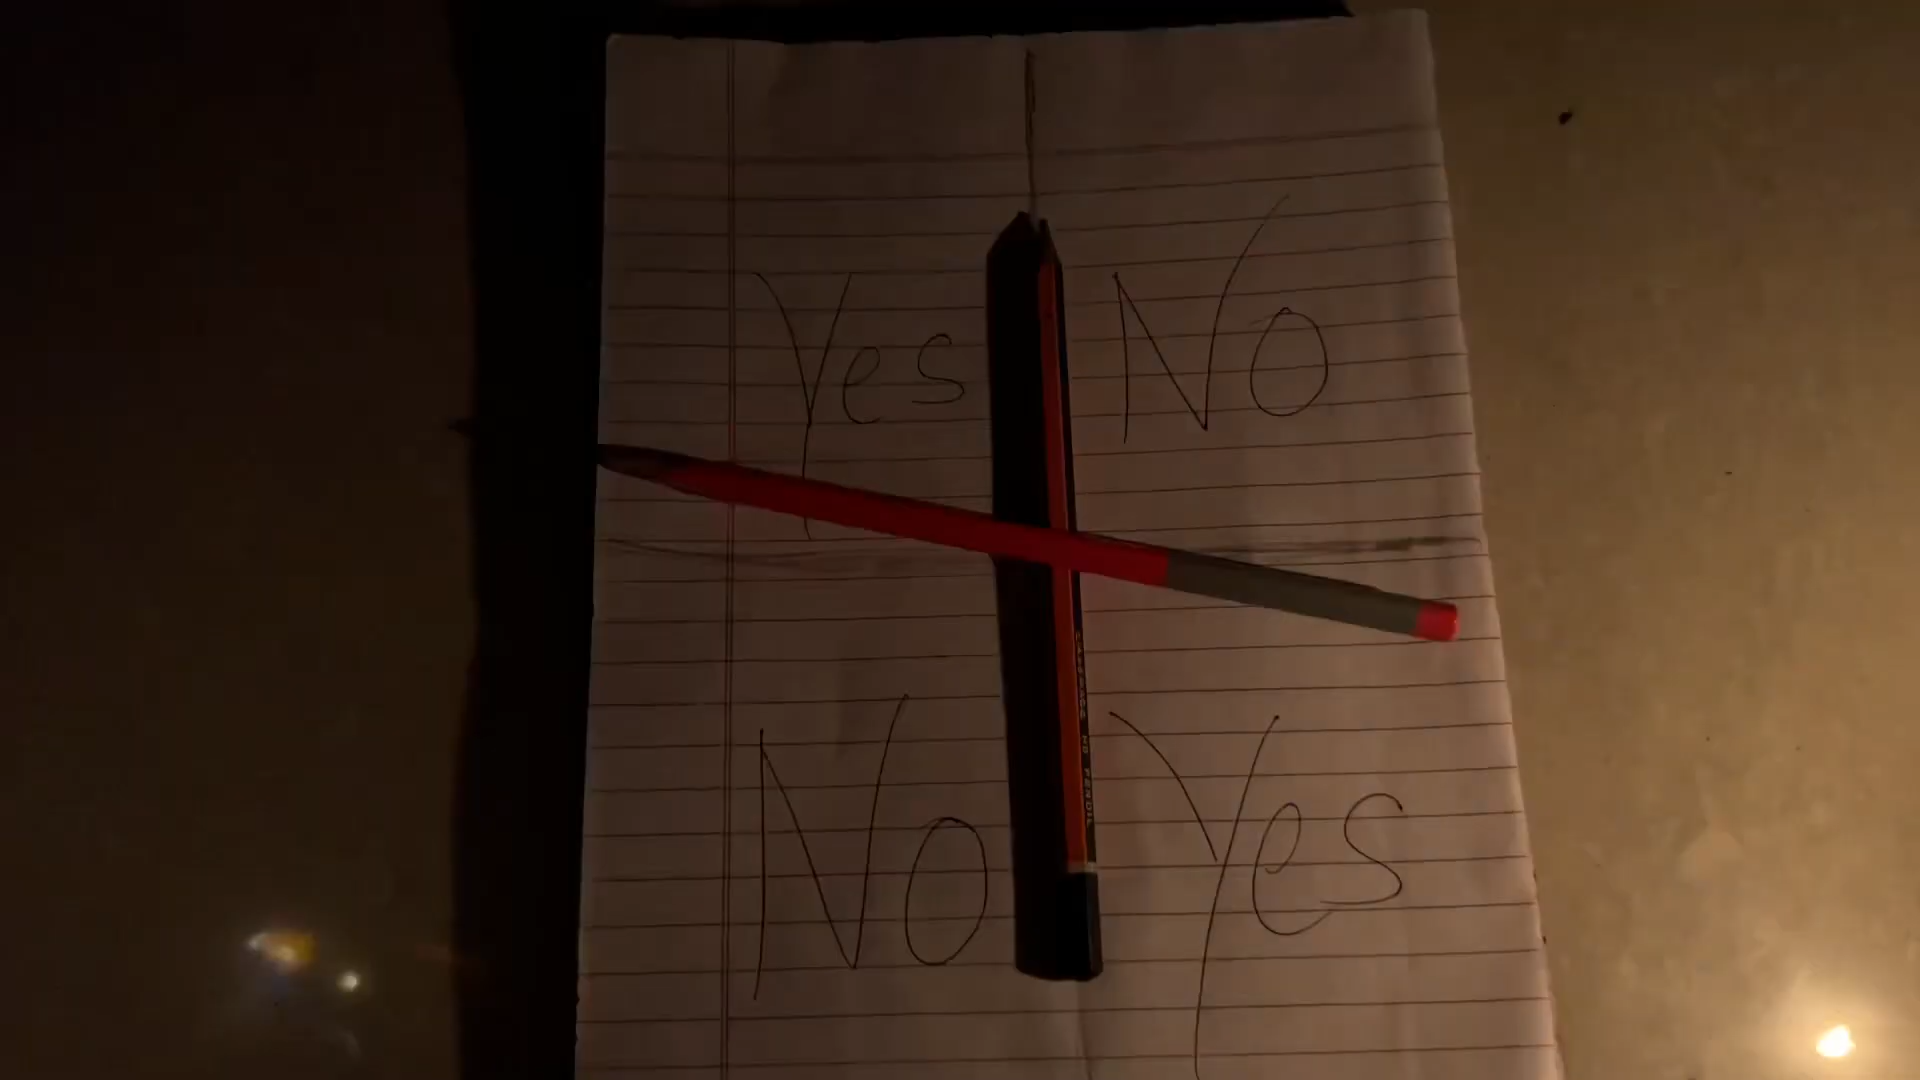 Yes No
No Yes